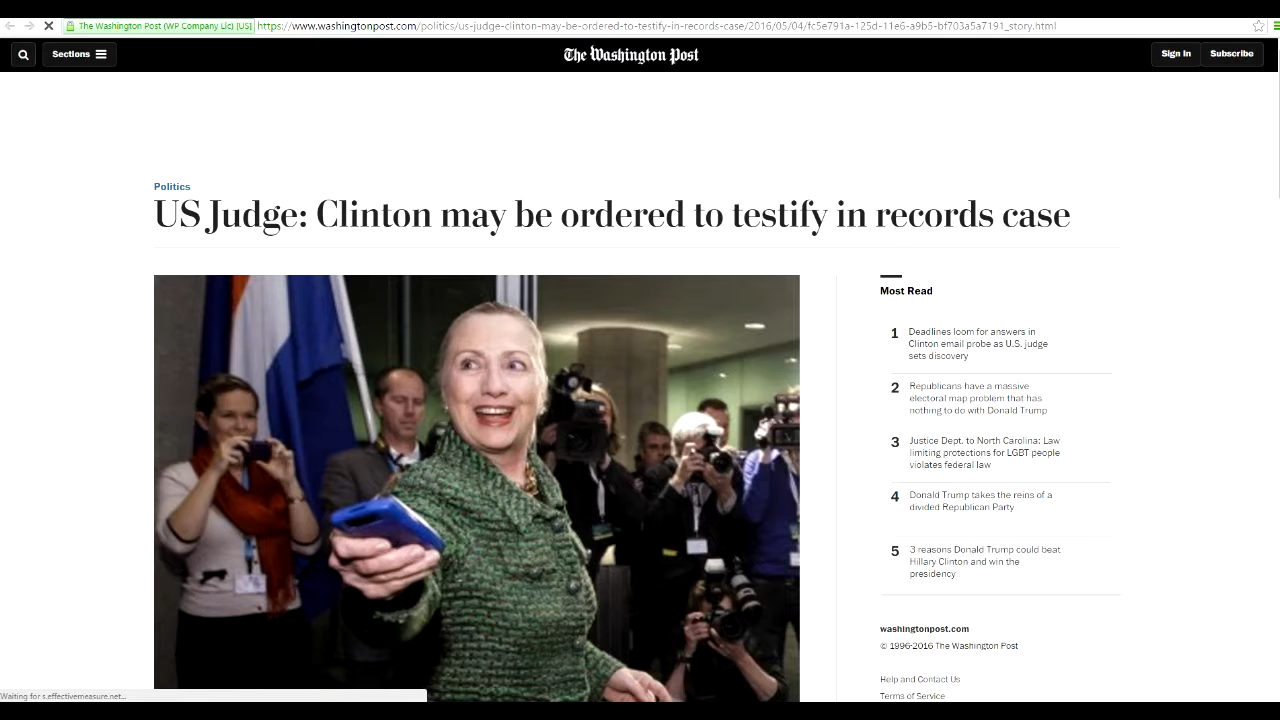 The Washington Post (WP Company Llc) [US] https://www.washingtonpost.com/politics/us-judge-clinton-may-be-ordered-to-testify-in-records-case/2016/05/04/fc5e791a-125d-11e6-a9b5-bf703a5a7191_story.html
Sections The Washington Post Sign In Subscribe
Politics
US Judge: Clinton may be ordered to testify in records case
Most Read
1 Deadlines loom for answers in
Clinton email probe as U.S. judge
sets discovery
2 Republicans have a massive
electoral map problem that has
nothing to do with Donald Trump
3 Justice Dept. to North Carolina: Law
limiting protections for LGBT people
violates federal law
4 Donald Trump takes the reins of a
divided Republican Party
5 3 reasons Donald Trump could beat
Hillary Clinton and win the
presidency
washingtonpost.com
© 1996-2016 The Washington Post
Help and Contact Us
Terms of Service
Waiting for s.effectivemeasure.net...